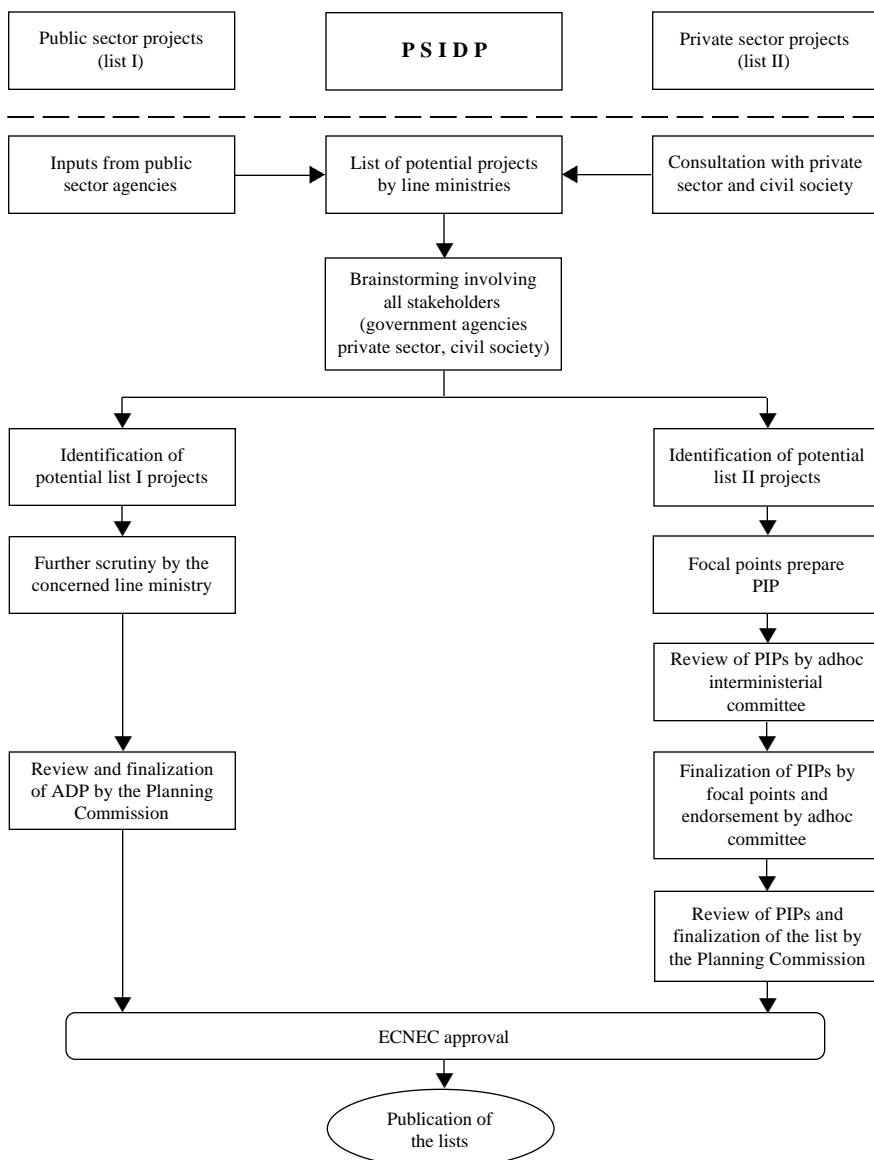 Public sector projects
(list I)
P S I D P
Private sector projects
(list II)
Inputs from public
sector agencies
List of potential projects
by line ministries
Consultation with private
sector and civil society
Brainstorming involving
all stakeholders
(government agencies
private sector, civil society)
Identification of
potential list I projects
Identification of potential
list II projects
Further scrutiny by the
concerned line ministry
Focal points prepare
PIP
Review of PIPs by adhoc
interministerial
committee
Review and finalization
of ADP by the Planning
Commission
Finalization of PIPs by
focal points and
endorsement by adhoc
committee
Review of PIPs and
finalization of the list by
the Planning Commission
ECNEC approval
Publication of
the lists